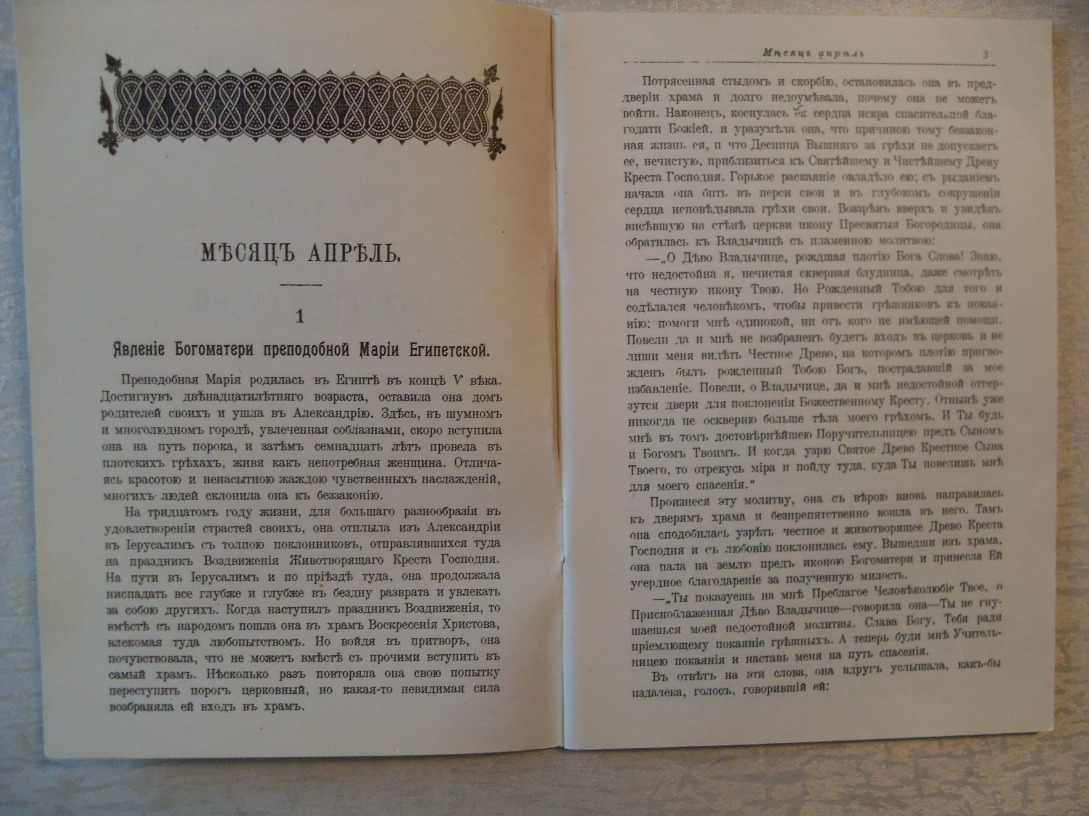 МѢСЯЦЪ АПРѢЛЬ.
1
Явленіе Богоматери преподобной Маріи Египетской.
Преподобная Марія родилась въ Египтѣ въ концѣ V вѣка.
Достигнувъ двѣнадцатилѣтняго возраста, оставила она домъ
родителей своихъ и ушла въ Александрію. Здѣсь, въ шумномъ
и многолюдномъ городѣ, увлеченная соблазнами, скоро вступила
она на путь порока, и затѣмъ семнадцать лѣтъ провела въ
плотскихъ грѣхахъ, живя какъ непотребная женщина. Отлича-
ясь красотою и ненасытною жаждою чувственныхъ наслажденій,
многихъ людей склонила она къ беззаконію.
На тридцатомъ году жизни, для большаго разнообразія въ
удовлетвореніи страстей своихъ, она отплыла изъ Александріи
въ Іерусалимъ съ толпою поклонниковъ, отправлявшихся туда
на праздникъ Воздвиженія Животворящаго Креста Господня.
На пути въ Іерусалимъ и по пріѣздѣ туда, она продолжала
ниспадать все глубже и глубже въ бездну разврата и увлекать
за собою другихъ. Когда наступилъ праздникъ Воздвиженія, то
вмѣстѣ съ народомъ пошла она въ храмъ Воскресенія Христова,
влекомая туда любопытствомъ. Но войдя въ притворъ, она
почувствовала, что не можетъ вмѣстѣ съ прочими вступить въ
самый храмъ. Нѣсколько разъ повторяла она свою попытку
переступить порогъ церковный, но какая-то невидимая сила
возбраняла ей входъ въ храмъ.
Мѣсяцъ апрѣль
3
Потрясенная стыдомъ и скорбію, остановилась она въ пред-
дверіи храма и долго недоумѣвала, почему она не можетъ
войти. Наконецъ, коснулась ея сердца искра спасительной бла-
годати Божіей, и уразумѣла она, что причиною тому беззакон-
ная жизнь ея, и что Десница Вышняго за грѣхи не допускаетъ
ее, нечистую, приблизиться къ Святѣйшему и Чистѣйшему Древу
Креста Господня. Горькое раскаяніе овладѣло ею; съ рыданіемъ
начала она бить въ перси свои и въ глубокомъ сокрушеніи
сердца исповѣдывала грѣхи свои. Воззрѣвъ вверхъ и увидѣвъ
висѣвшую на стѣнѣ церкви икону Пресвятыя Богородицы, она
обратилась къ Владычицѣ съ пламенною молитвою:
—„О Дѣво Владычице, рождшая плотію Бога Слова! Знаю,
что недостойна я, нечистая скверная блудница, даже смотрѣть
на честную икону Твою. Но Рожденный Тобою для того и
содѣлался человѣкомъ, чтобы привести грѣшниковъ къ покая-
нію: помоги мнѣ одинокой, ни отъ кого не имѣющей помощи.
Повели да и мнѣ не возбраненъ будетъ входъ въ церковь и не
лиши меня видѣть Честное Древо, на которомъ плотію пригво-
жденъ былъ рожденный Тобою Богъ, пострадавшій за мое
избавленіе. Повели, о Владычице, да и мнѣ недостойной отвер-
зутся двери для поклоненія Божественному Кресту. Отнынѣ уже
никогда не оскверню больше тѣла моего грѣхомъ. И Ты будь
мнѣ въ томъ достовѣрнѣйшею Поручительницею предъ Сыномъ
и Богомъ Твоимъ. И когда узрю Святое Древо Крестное Сына
Твоего, то отрекусь міра и пойду туда, куда Ты повелишь мнѣ
для моего спасенія."
Произнеся эту молитву, она съ вѣрою вновь направилась
къ дверямъ храма и безпрепятственно вошла въ него. Тамъ
она сподобилась узрѣть честное и животворящее Древо Креста
Господня и съ любовію поклонилась ему. Вышедши изъ храма,
она пала на землю предъ иконою Богоматери и принесла Ей
усердное благодареніе за полученную милость.
—„Ты показуешь на мнѣ Преблагое Человѣколюбіе Твое, о
Присноблаженная Дѣво Владычице—говорила она—Ты не гну-
шаешься моей недостойной молитвы. Слава Богу, Тебя ради
пріемлющему покаяніе грѣшныхъ. А теперь буди мнѣ Учитель-
ницею покаянія и наставь меня на путь спасенія.
Въ отвѣтъ на эти слова, она вдругъ услышала, какъ-бы
издалека, голосъ, говорившій ей: